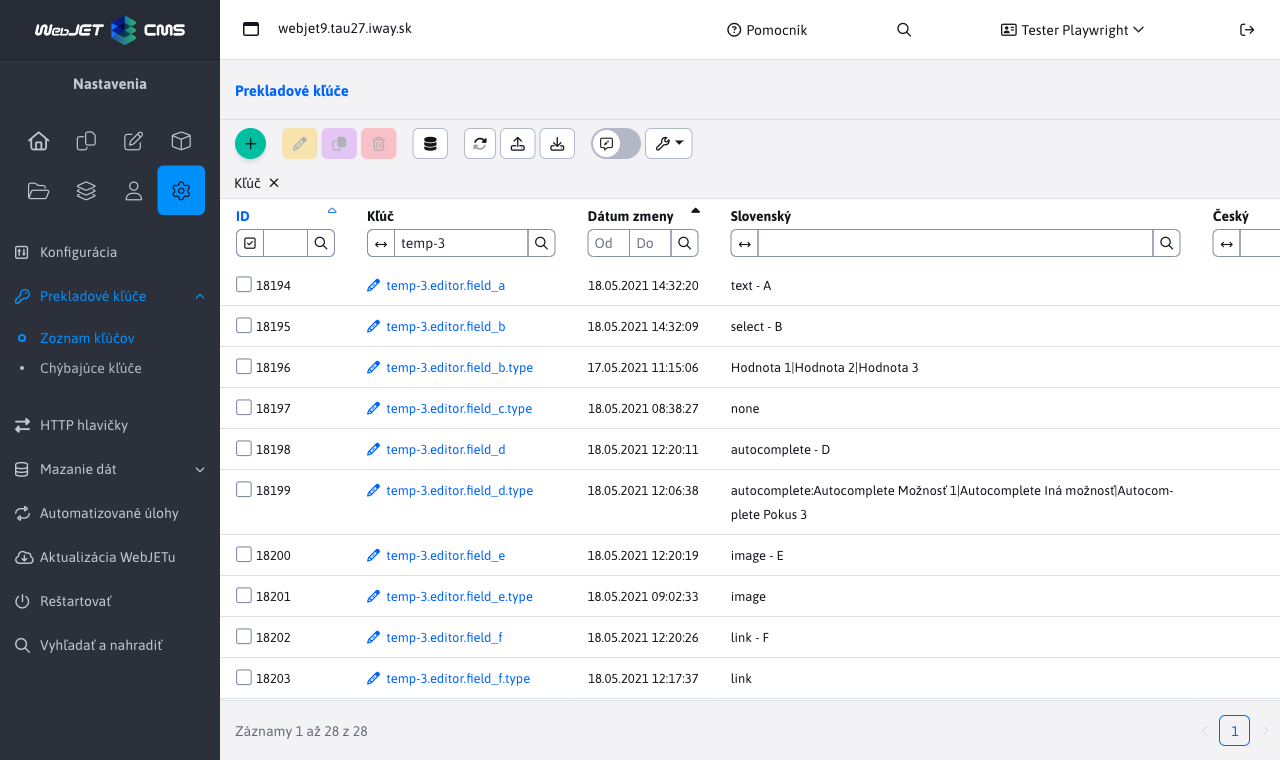 WebJET CMS
webjet9.tau27.iway.sk
Pomocník
Tester Playwright
Nastavenia
Konfigurácia
Prekladové kľúče
Zoznam kľúčov
Chýbajúce kľúče
HTTP hlavičky
Mazanie dát
Automatizované úlohy
Aktualizácia WebJETu
Reštartovať
Vyhľadať a nahradiť
Prekladové kľúče
Kľúč
ID Kľúč Dátum zmeny Slovenský Český
temp-3 Od Do
18194 temp-3.editor.field_a 18.05.2021 14:32:20 text - A
18195 temp-3.editor.field_b 18.05.2021 14:32:09 select - B
18196 temp-3.editor.field_b.type 17.05.2021 11:15:06 Hodnota 1|Hodnota 2|Hodnota 3
18197 temp-3.editor.field_c.type 18.05.2021 08:38:27 none
18198 temp-3.editor.field_d 18.05.2021 12:20:11 autocomplete - D
18199 temp-3.editor.field_d.type 18.05.2021 12:06:38 autocomplete:Autocomplete Možnosť 1|Autocomplete Iná možnosť|Autocom-
plete Pokus 3
18200 temp-3.editor.field_e 18.05.2021 12:20:19 image - E
18201 temp-3.editor.field_e.type 18.05.2021 09:02:33 image
18202 temp-3.editor.field_f 18.05.2021 12:20:26 link - F
18203 temp-3.editor.field_f.type 18.05.2021 12:17:37 link
Záznamy 1 až 28 z 28
1